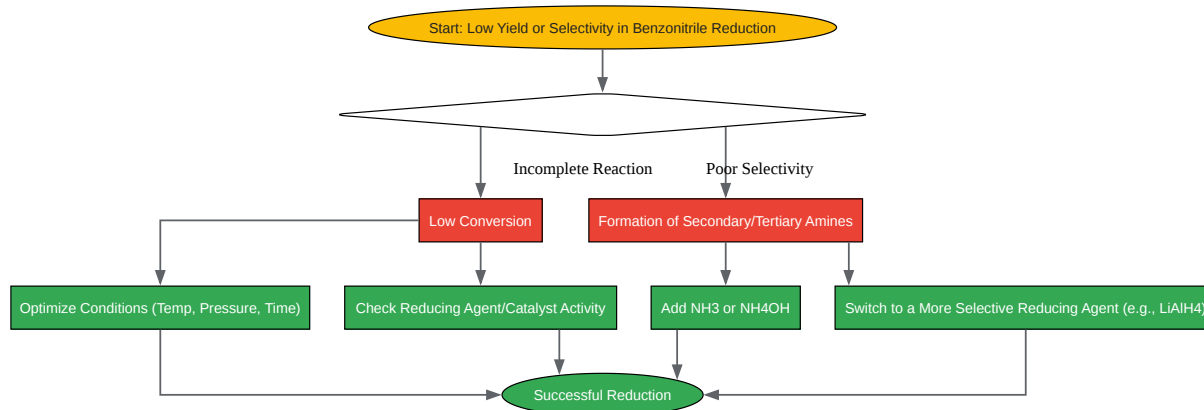 Start: Low Yield or Selectivity in Benzonitrile Reduction
Incomplete Reaction
Poor Selectivity
Low Conversion
Formation of Secondary/Tertiary Amines
Optimize Conditions (Temp, Pressure, Time)
Check Reducing Agent/Catalyst Activity
Add NH3 or NH4OH
Switch to a More Selective Reducing Agent (e.g., LiAlH4)
Successful Reduction